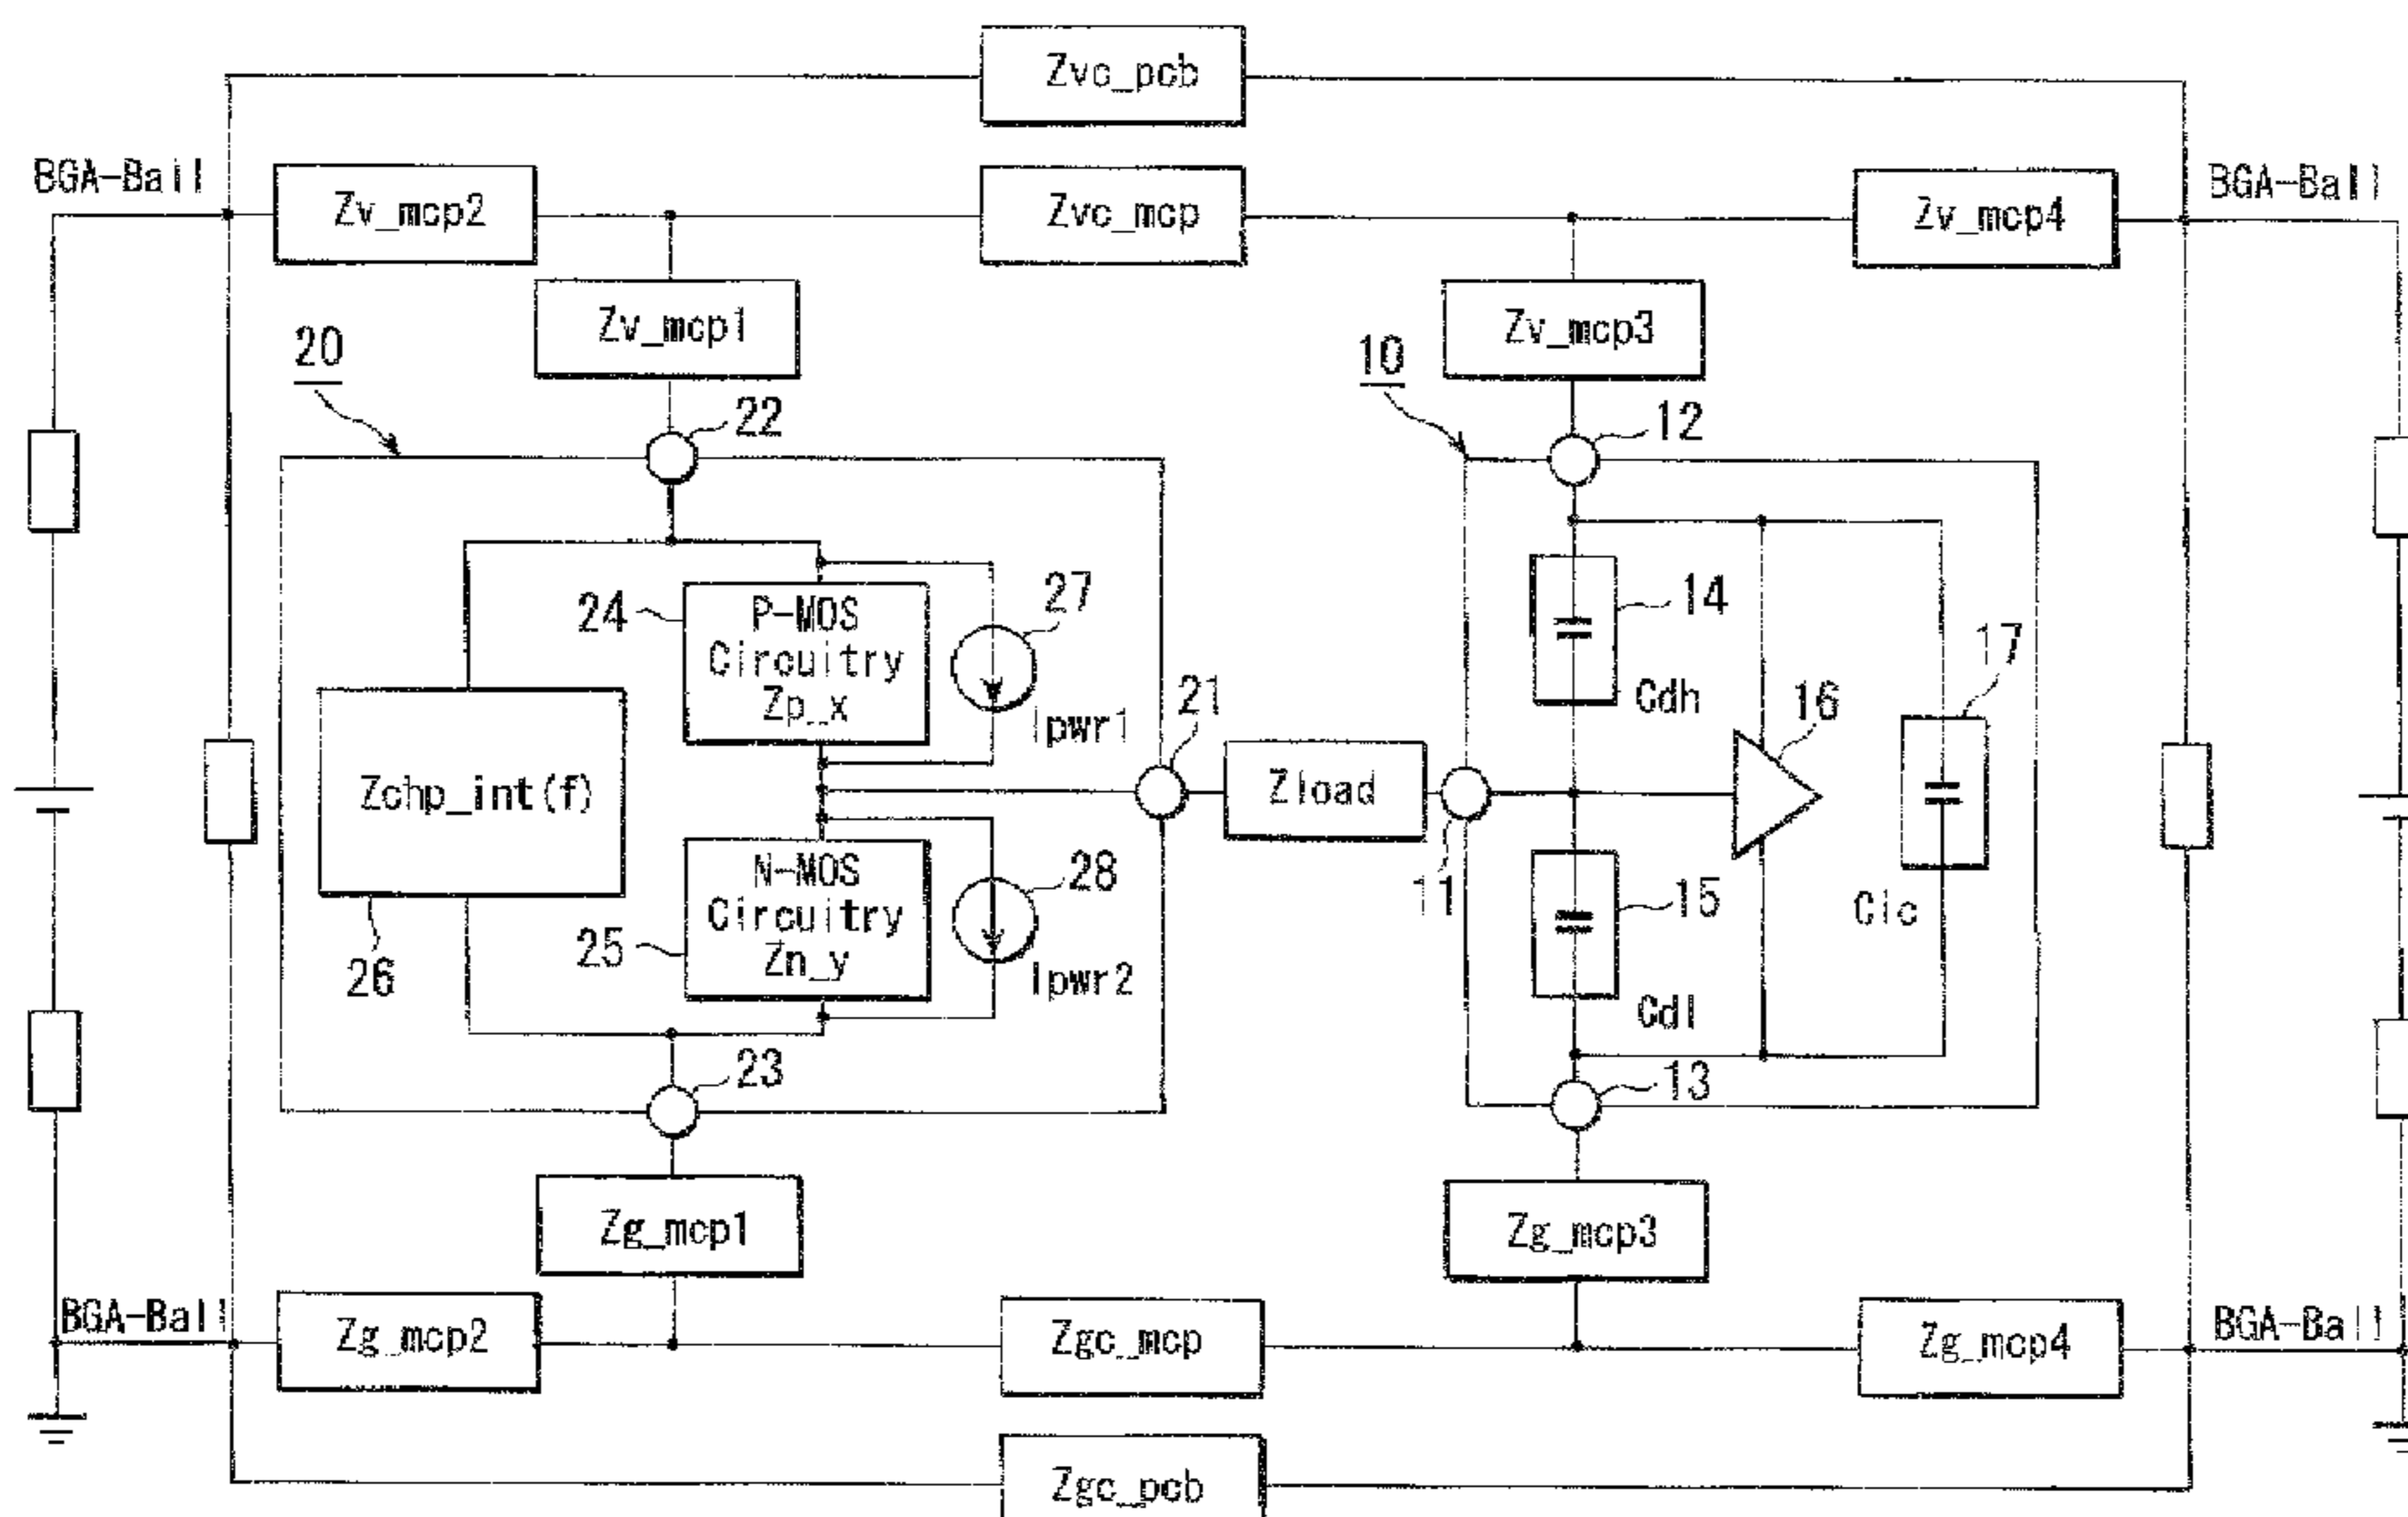 Zvc_pcb
BGA-Ball
Zv_mcp2
Zvc_mcp
Zv_mcp4
BGA-Ball
Zv_mcp1
Zv_mcp3
20
10
22
12
24
P-MOS
Circuitry
Zp_x
27
Ipwr1
14
Cdh
17
21
16
Zchp_int(f)
Zload
11
26
25
N-MOS
Circuitry
Zn_y
28
Ipwr2
15
Cdl
Clc
23
13
Zg_mcp1
Zg_mcp3
BGA-Ball
Zg_mcp2
Zgc_mcp
Zg_mcp4
BGA-Ball
Zgc_pcb